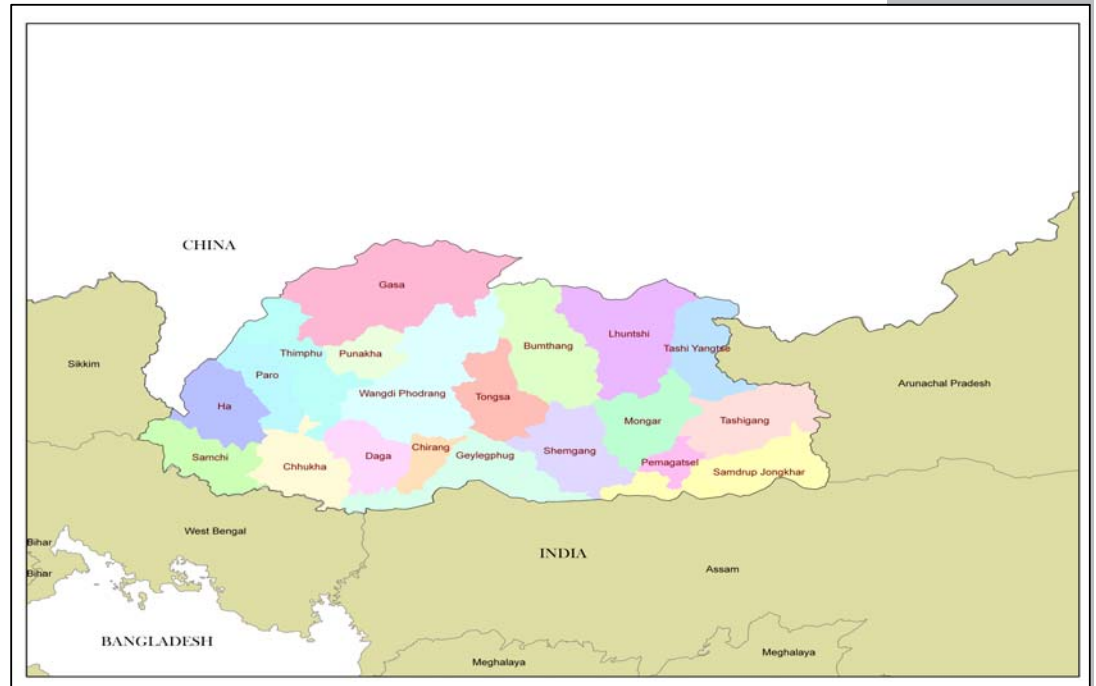 CHINA
Gasa
Sikkim
Thimphu
Punakha
Paro
Ha
Wangdi Phodrang
Bumthang
Lhuntshi
Tashi Yangtse
Arunachal Pradesh
Tongsa
Mongar
Tashigang
Samchi
Chhukha
Daga
Chirang
Geylegphug
Shemgang
Pemagatsel
Samdrup Jongkhar
West Bengal
Bihar
Bihar
INDIA
Assam
BANGLADESH
Meghalaya
Meghalaya